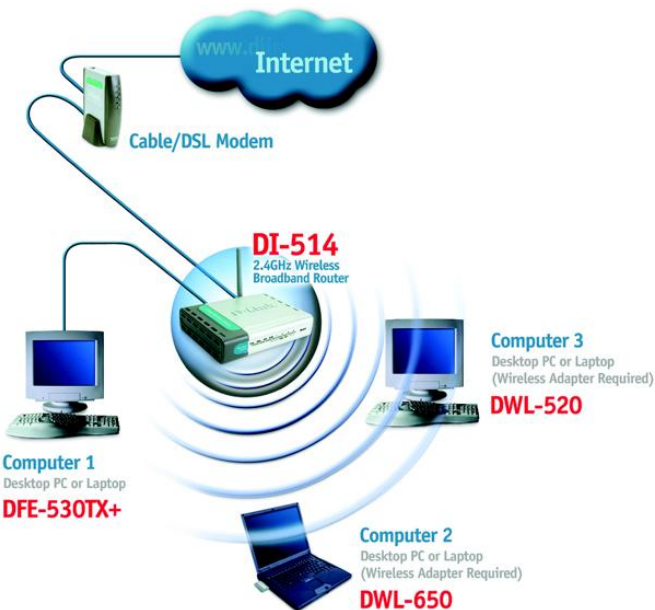 Internet
Cable/DSL Modem
DI-514
2.4GHz Wireless
Broadband Router
D-Link
Computer 3
Desktop PC or Laptop
(Wireless Adapter Required)
DWL-520
Computer 1
Desktop PC or Laptop
DFE-530TX+
Computer 2
Desktop PC or Laptop
(Wireless Adapter Required)
DWL-650